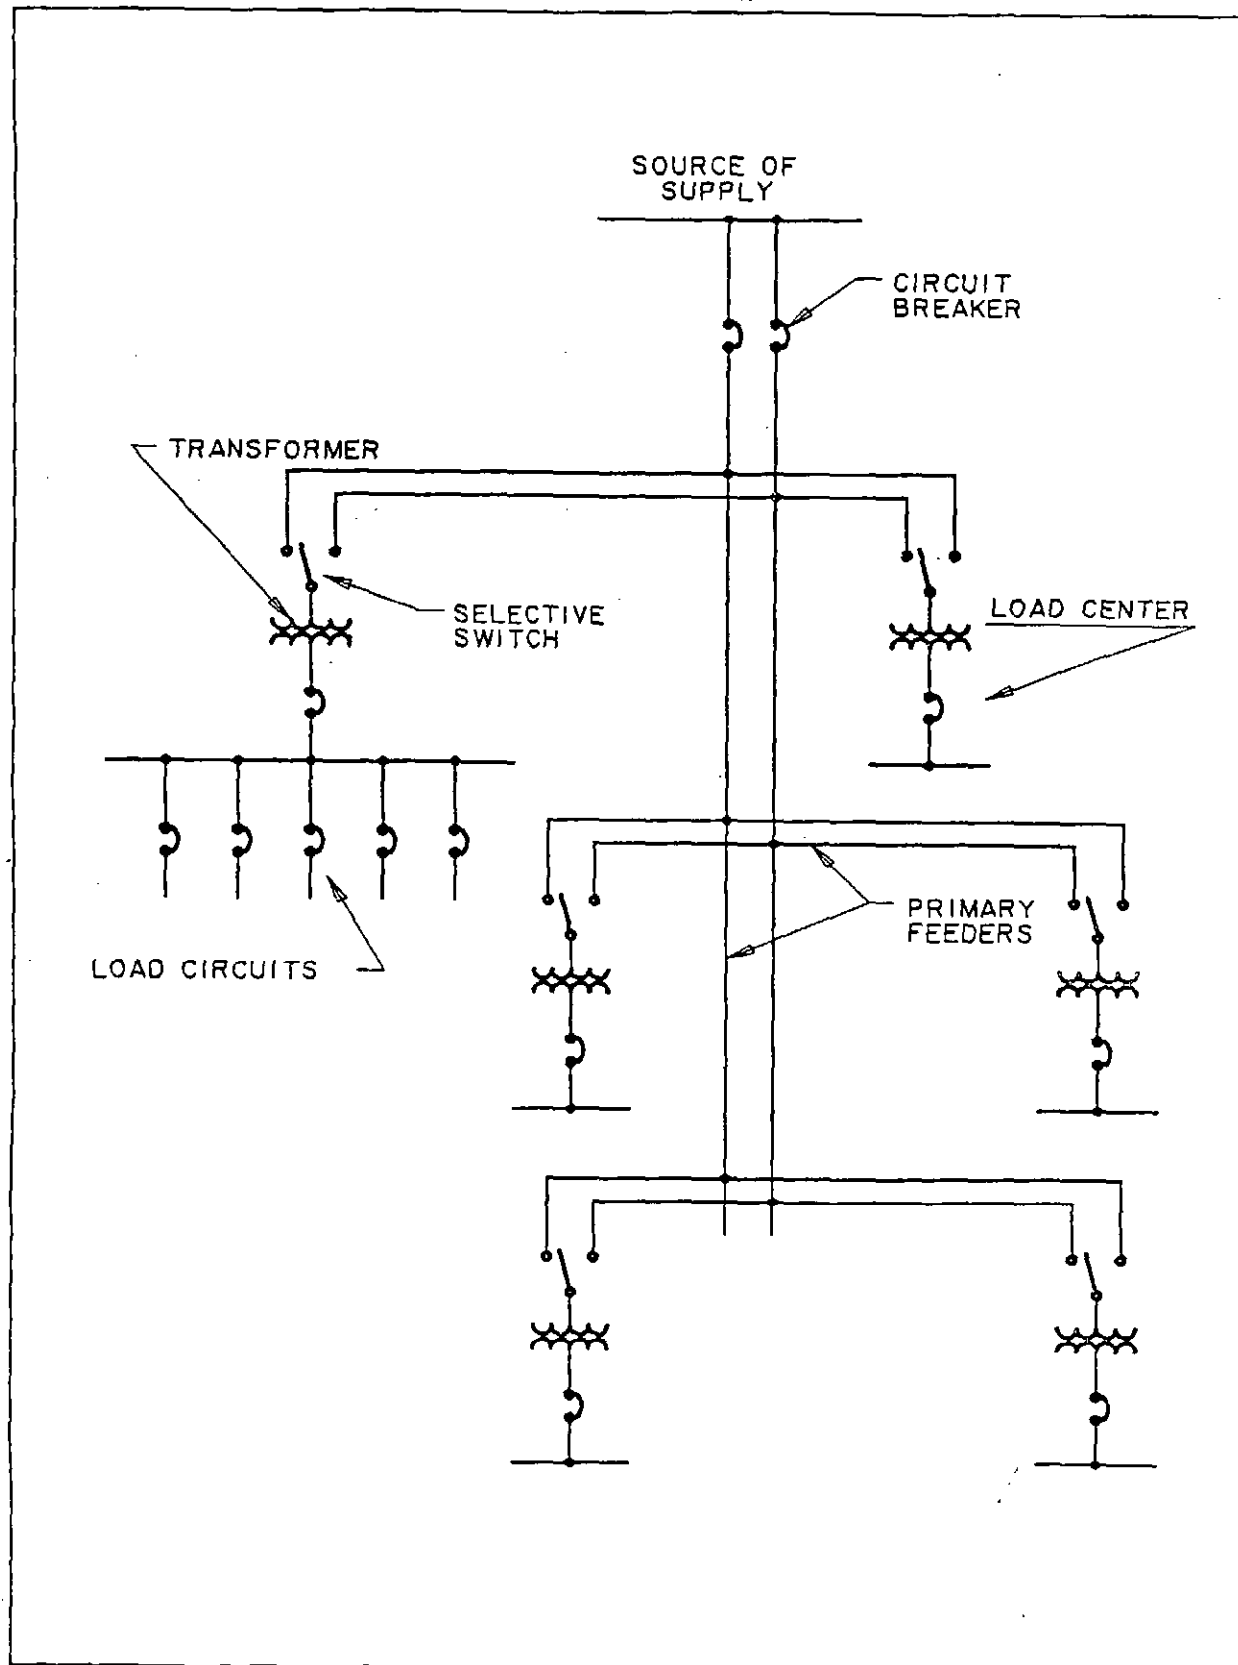 SOURCE OF
SUPPLY
CIRCUIT
BREAKER
TRANSFORMER
SELECTIVE
SWITCH
LOAD CENTER
PRIMARY
FEEDERS
LOAD CIRCUITS